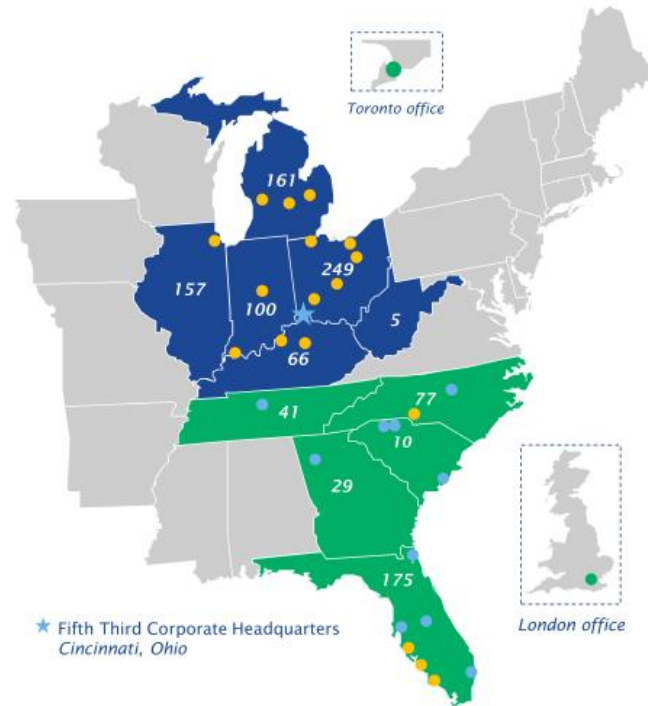 Toronto office
161
157
100
249
5
66
41
77
10
29
175
★ Fifth Third Corporate Headquarters
Cincinnati, Ohio
London office